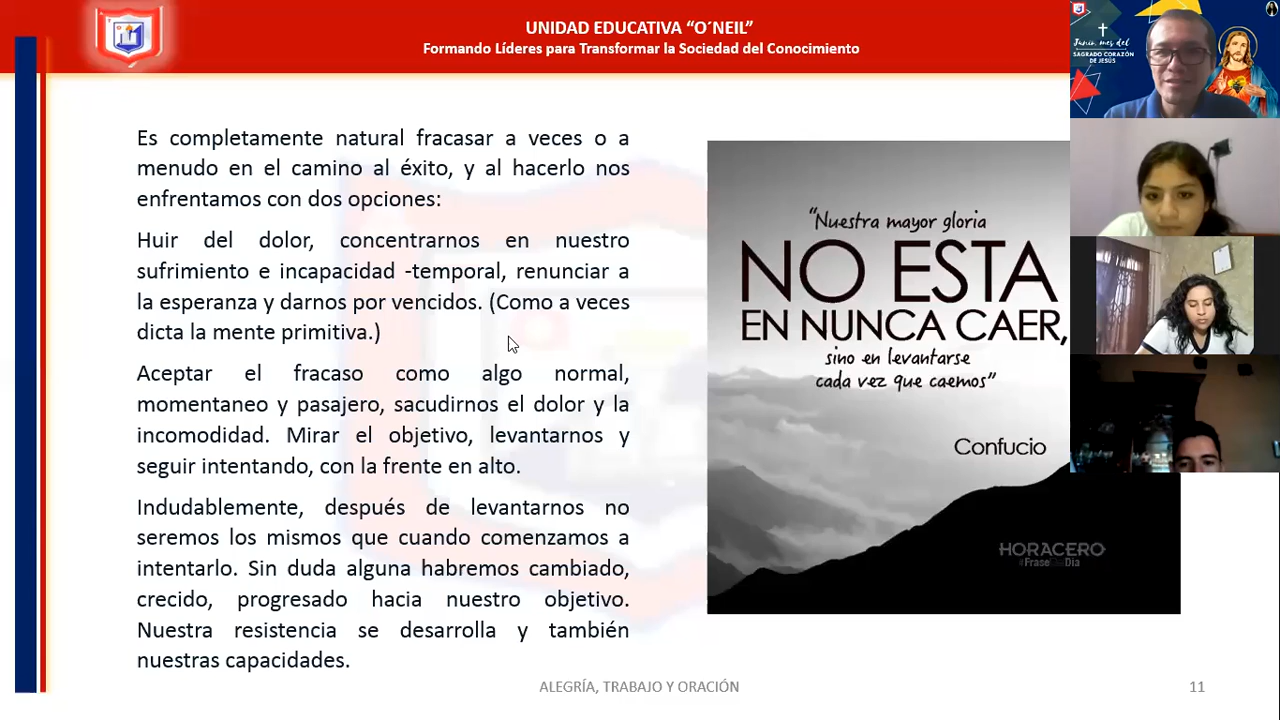 UNIDAD EDUCATIVA “O´NEIL”
Formando Líderes para Transformar la Sociedad del Conocimiento
Junio, mes del
SAGRADO CORAZÓN
DE JESÚS
Es completamente natural fracasar a veces o a
menudo en el camino al éxito, y al hacerlo nos
enfrentamos con dos opciones:
Huir del dolor, concentrarnos en nuestro
sufrimiento e incapacidad -temporal, renunciar a
la esperanza y darnos por vencidos. (Como a veces
dicta la mente primitiva.)
Aceptar el fracaso como algo normal,
momentaneo y pasajero, sacudirnos el dolor y la
incomodidad. Mirar el objetivo, levantarnos y
seguir intentando, con la frente en alto.
Indudablemente, después de levantarnos no
seremos los mismos que cuando comenzamos a
intentarlo. Sin duda alguna habremos cambiado,
crecido, progresado hacia nuestro objetivo.
Nuestra resistencia se desarrolla y también
nuestras capacidades.
“Nuestra mayor gloria
NO ESTA
EN NUNCA CAER,
sino en levantarse
cada vez que caemos”
Confucio
HORACERO
#FraseDelDia
ALEGRÍA, TRABAJO Y ORACIÓN
11